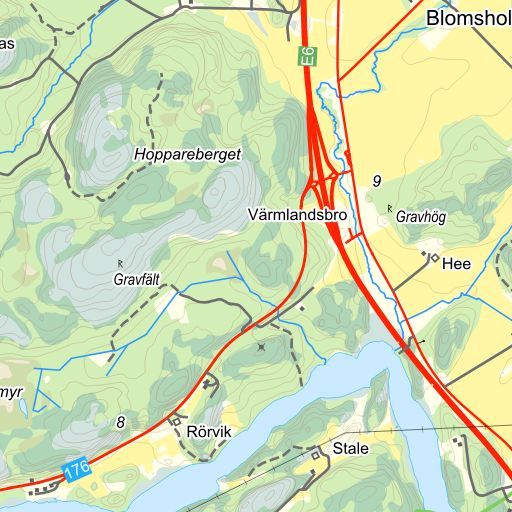 Blomshol
as
E6
Hoppareberget
9
Värmlandsbro
Gravhög
R
R
Hee
Gravfält
myr
8
Rörvik
Stale
176